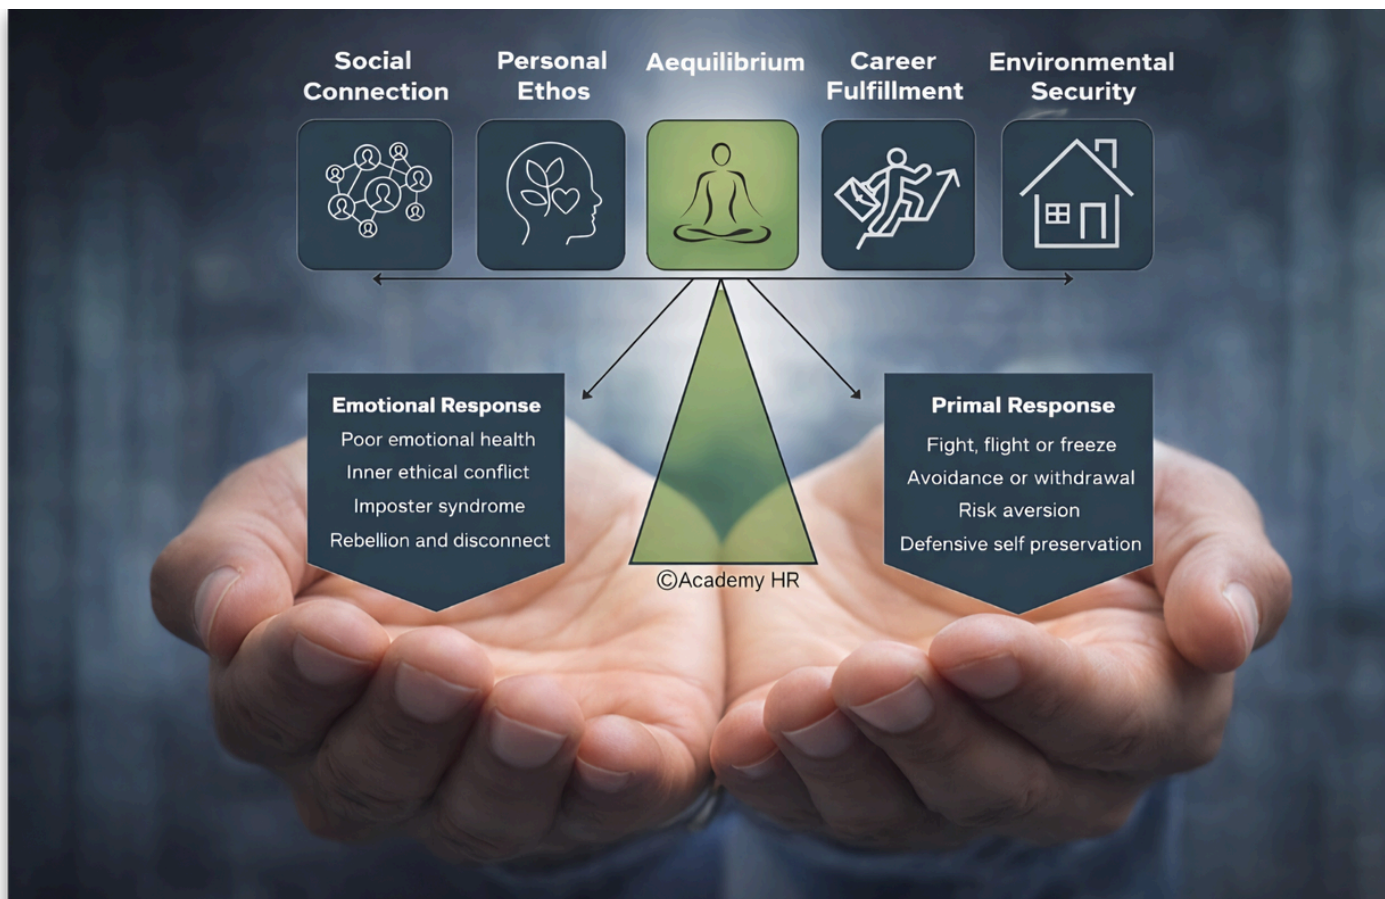 Social
Connection
Personal
Ethos
Aequilibrium
Career
Fulfillment
Environmental
Security
Emotional Response
Poor emotional health
Inner ethical conflict
Imposter syndrome
Rebellion and disconnect
Primal Response
Fight, flight or freeze
Avoidance or withdrawal
Risk aversion
Defensive self preservation
©Academy HR